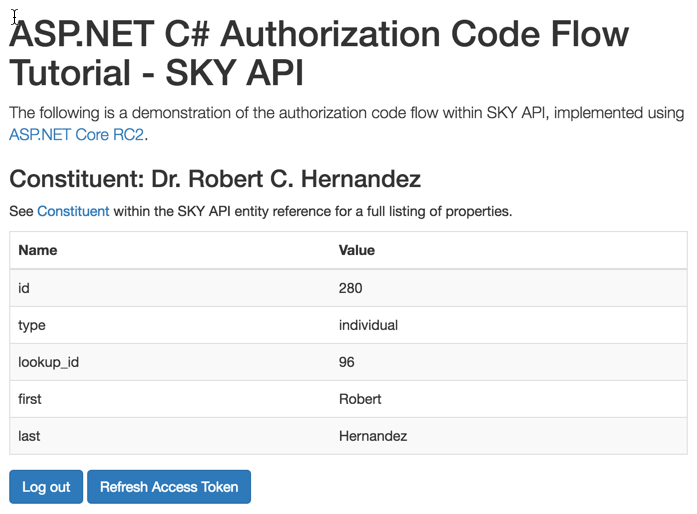 ASP.NET C# Authorization Code Flow
Tutorial - SKY API
The following is a demonstration of the authorization code flow within SKY API, implemented using
ASP.NET Core RC2.
Constituent: Dr. Robert C. Hernandez
See Constituent within the SKY API entity reference for a full listing of properties.
Name Value
id 280
type individual
lookup_id 96
first Robert
last Hernandez
Log out Refresh Access Token